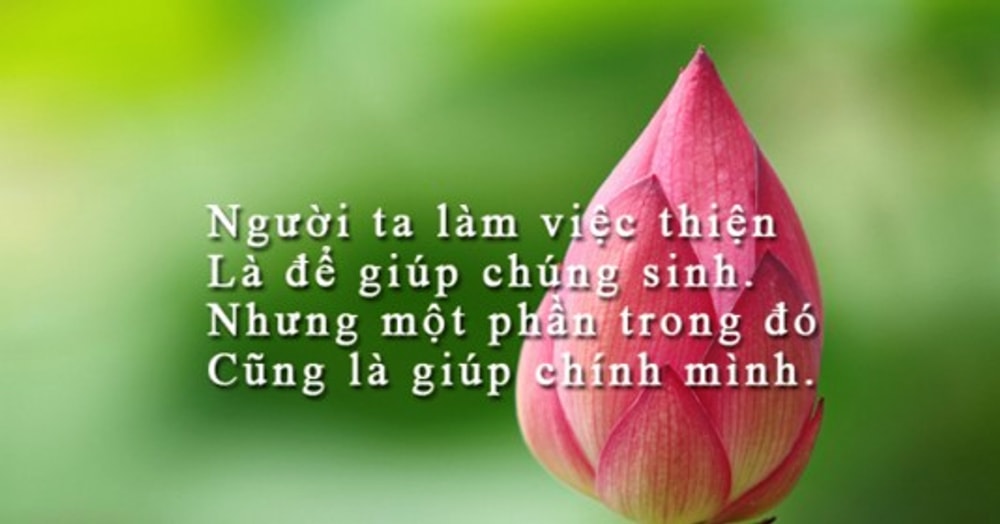 Người ta làm việc thiện
Là để giúp chúng sinh.
Nhưng một phần trong đó
Cũng là giúp chính mình.